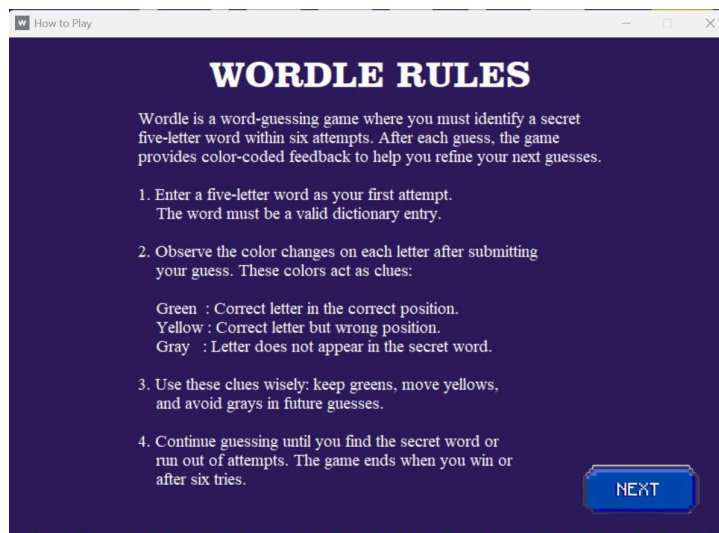 W How to Play
WORDLE RULES
Wordle is a word-guessing game where you must identify a secret
five-letter word within six attempts. After each guess, the game
provides color-coded feedback to help you refine your next guesses.
1. Enter a five-letter word as your first attempt.
The word must be a valid dictionary entry.
2. Observe the color changes on each letter after submitting
your guess. These colors act as clues:
Green : Correct letter in the correct position.
Yellow : Correct letter but wrong position.
Gray : Letter does not appear in the secret word.
3. Use these clues wisely: keep greens, move yellows,
and avoid grays in future guesses.
4. Continue guessing until you find the secret word or
run out of attempts. The game ends when you win or
after six tries.
NEXT